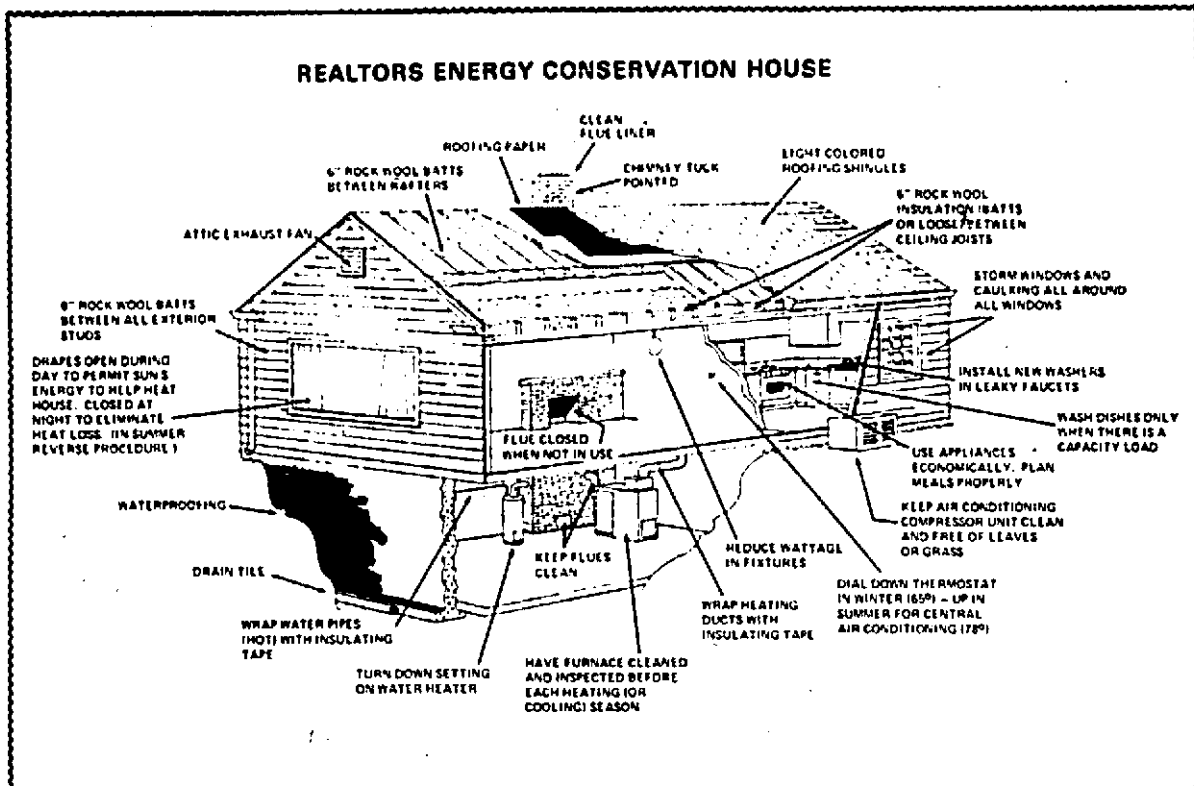 REALTORS ENERGY CONSERVATION HOUSE
CLEAN
FLUE LINER
ROOFING PAPER
CHIMNEY TUCK
POINTED
LIGHT COLORED
ROOFING SHINGLES
6" ROCK WOOL BATTS
BETWEEN RAFTERS
6" ROCK WOOL
INSULATION (BATTS
OR LOOSE) BETWEEN
CEILING JOISTS
ATTIC EXHAUST FAN
STORM WINDOWS AND
CAULKING ALL AROUND
ALL WINDOWS
ROCK WOOL BATTS
BETWEEN ALL EXTERIOR
STUDS
DRAPES OPEN DURING
DAY TO PERMIT SUN'S
ENERGY TO HELP HEAT
HOUSE. CLOSED AT
NIGHT TO ELIMINATE
HEAT LOSS. (IN SUMMER
REVERSE PROCEDURE)
INSTALL NEW WASHERS
IN LEAKY FAUCETS
WASH DISHES ONLY
WHEN THERE IS A
CAPACITY LOAD
FLUE CLOSED
WHEN NOT IN USE
USE APPLIANCES
ECONOMICALLY. PLAN
MEALS PROPERLY
WATERPROOFING
KEEP AIR CONDITIONING
COMPRESSOR UNIT CLEAN
AND FREE OF LEAVES
OR GRASS
KEEP FLUES
CLEAN
REDUCE WATTAGE
IN FIXTURES
DRAIN TILE
DIAL DOWN THERMOSTAT
IN WINTER (65º) – UP IN
SUMMER FOR CENTRAL
AIR CONDITIONING (78º)
WRAP HEATING
DUCTS WITH
INSULATING TAPE
WRAP WATER PIPES
(HOT) WITH INSULATING
TAPE
TURN DOWN SETTING
ON WATER HEATER
HAVE FURNACE CLEANED
AND INSPECTED BEFORE
EACH HEATING (OR
COOLING) SEASON